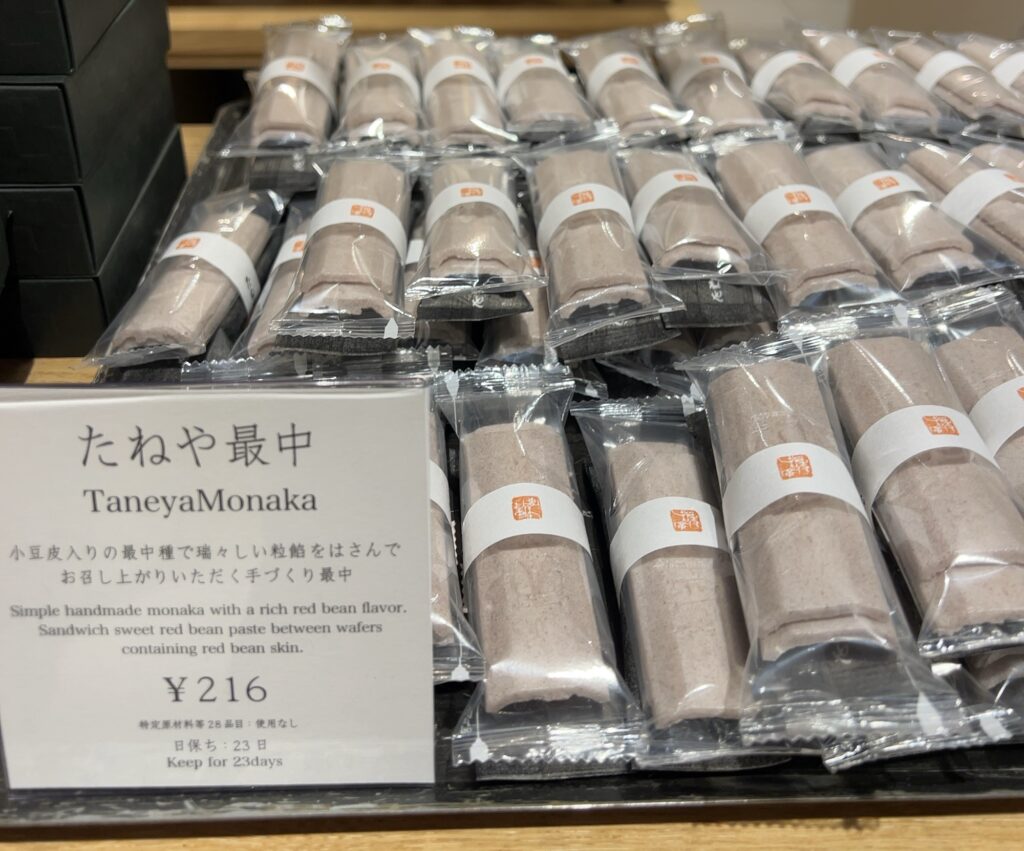 たねや最中
TaneyaMonaka
小豆皮入りの最中種で瑞々しい粒餡をはさんで
お召し上がりいただく手づくり最中
Simple handmade monaka with a rich red bean flavor.
Sandwich sweet red bean paste between wafers
containing red bean skin.
¥216
特定原材料等28品目:使用なし
日保ち:23日
Keep for 23days